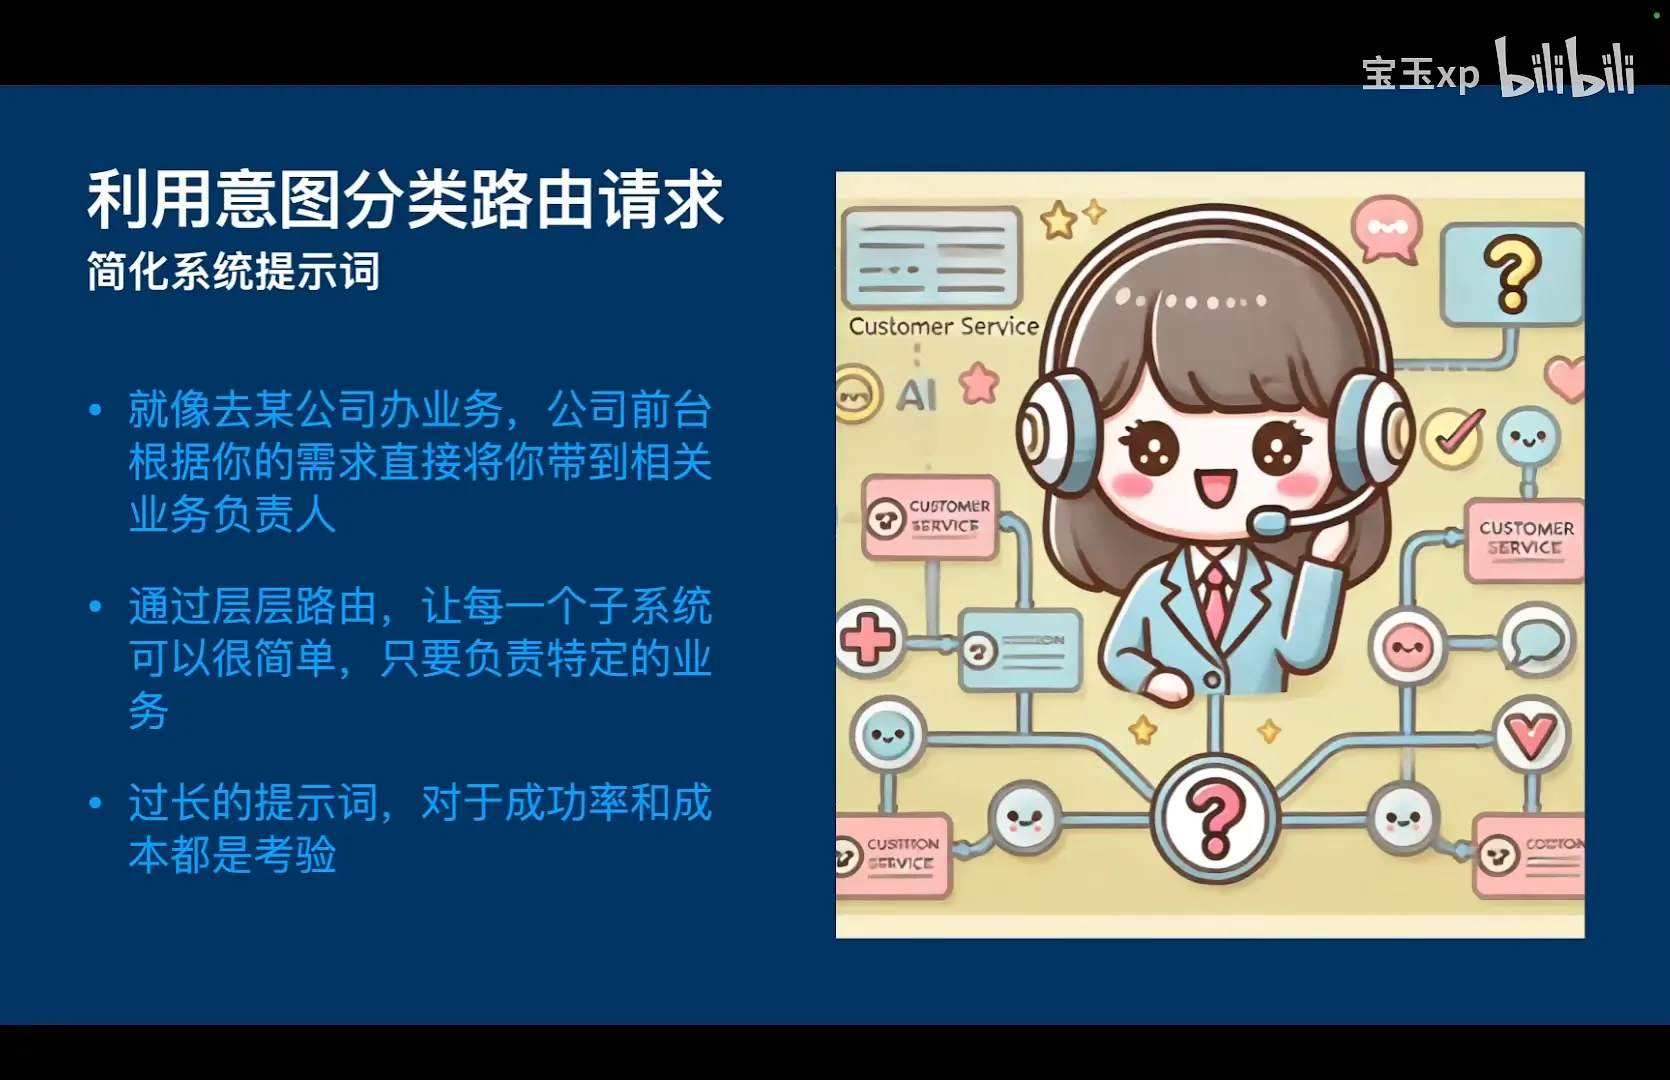 宝玉xp bilibili
利用意图分类路由请求
简化系统提示词
• 就像去某公司办业务，公司前台
根据你的需求直接将你带到相关
业务负责人
• 通过层层路由，让每一个子系统
可以很简单，只要负责特定的业
务
• 过长的提示词，对于成功率和成
本都是考验
Customer Service
AI
CUSTOMER
SERVICE
CUSTOMER
SERVICE
CUSTTON
SERVICE
COSTON